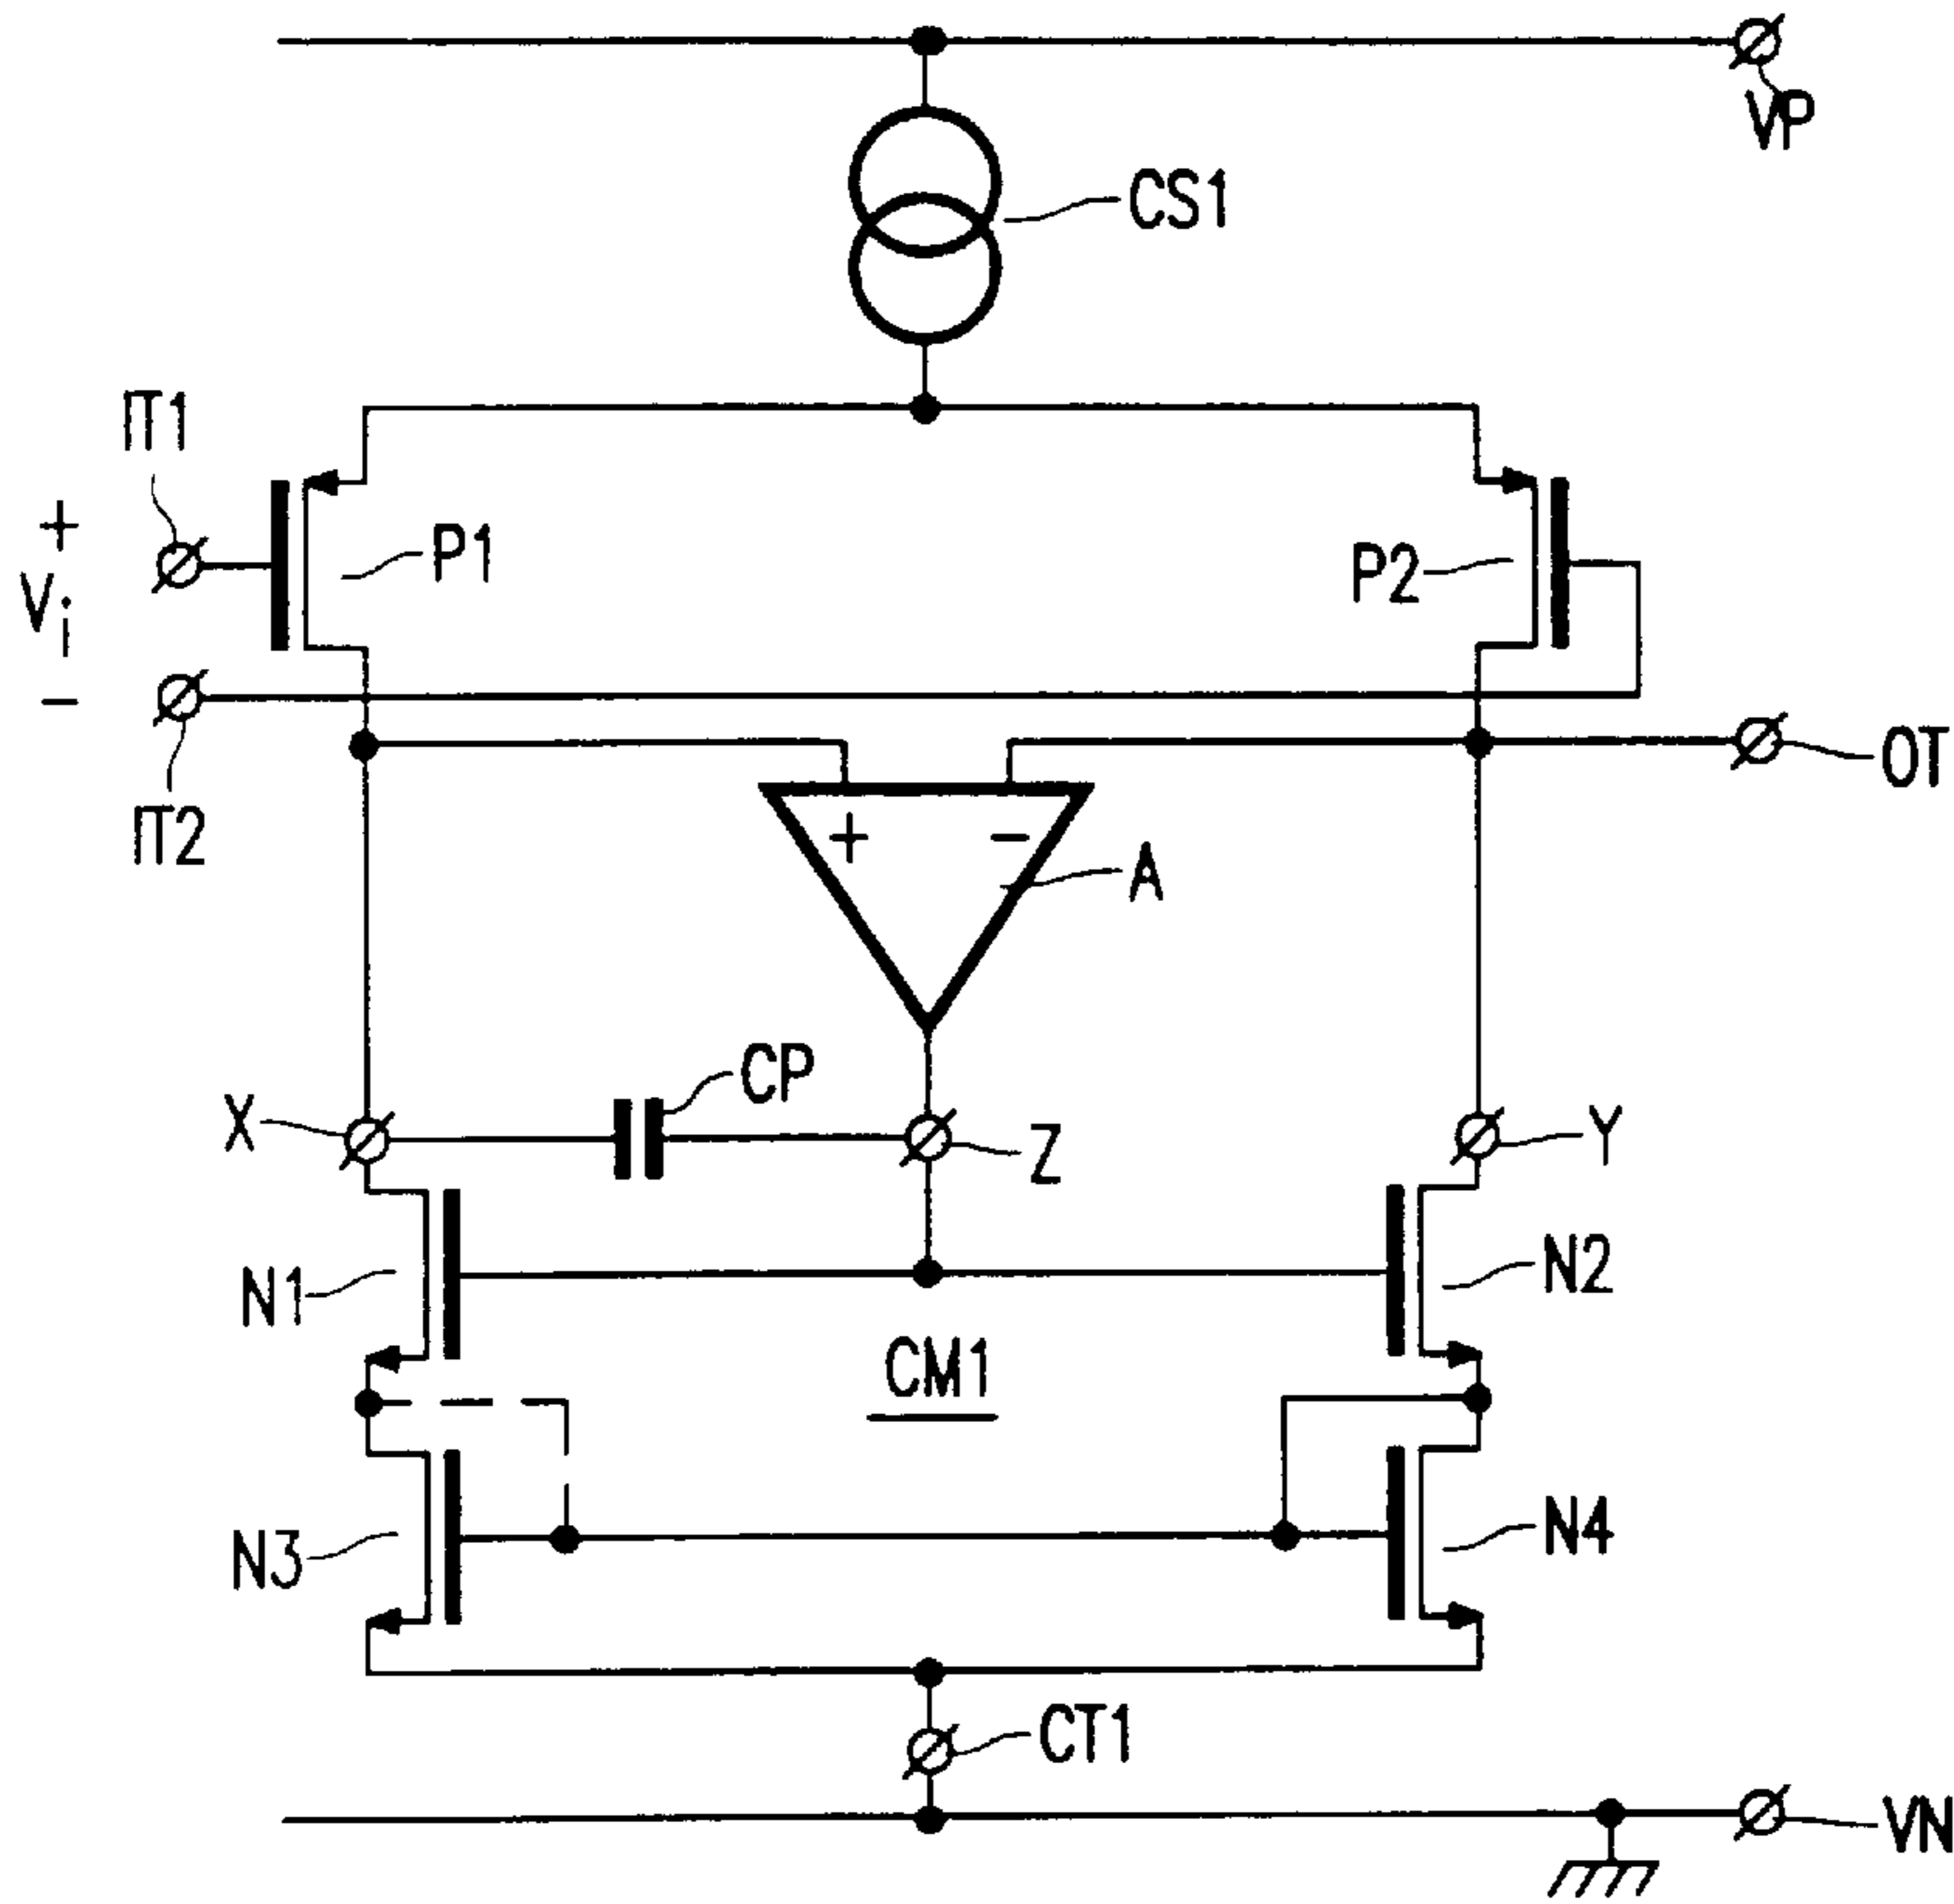 VP
CS1
IT1
+
P1
P2
Vi
−
OT
IT2
+ −
A
CP
X
Z
Y
N1
N2
CM1
N3
N4
CT1
VN